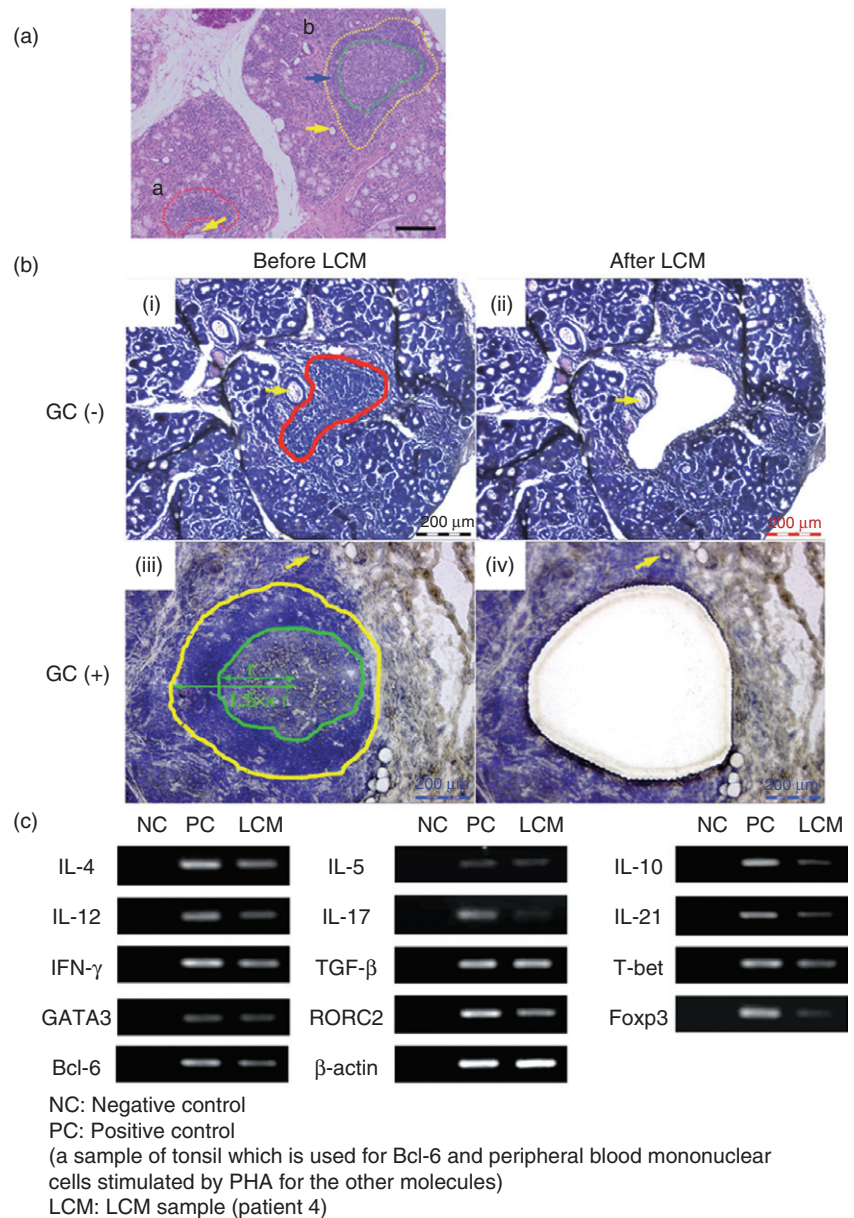 (a)
b
a
(b)
Before LCM
After LCM
(i)
(ii)
GC (-)
200 μm
200 μm
(iii)
(iv)
GC (+)
r
200 μm
200 μm
(c)
NC PC LCM
NC PC LCM
NC PC LCM
IL-4
IL-5
IL-10
IL-12
IL-17
IL-21
IFN-γ
TGF-β
T-bet
GATA3
RORC2
Foxp3
Bcl-6
β-actin
NC: Negative control
PC: Positive control
(a sample of tonsil which is used for Bcl-6 and peripheral blood mononuclear
cells stimulated by PHA for the other molecules)
LCM: LCM sample (patient 4)